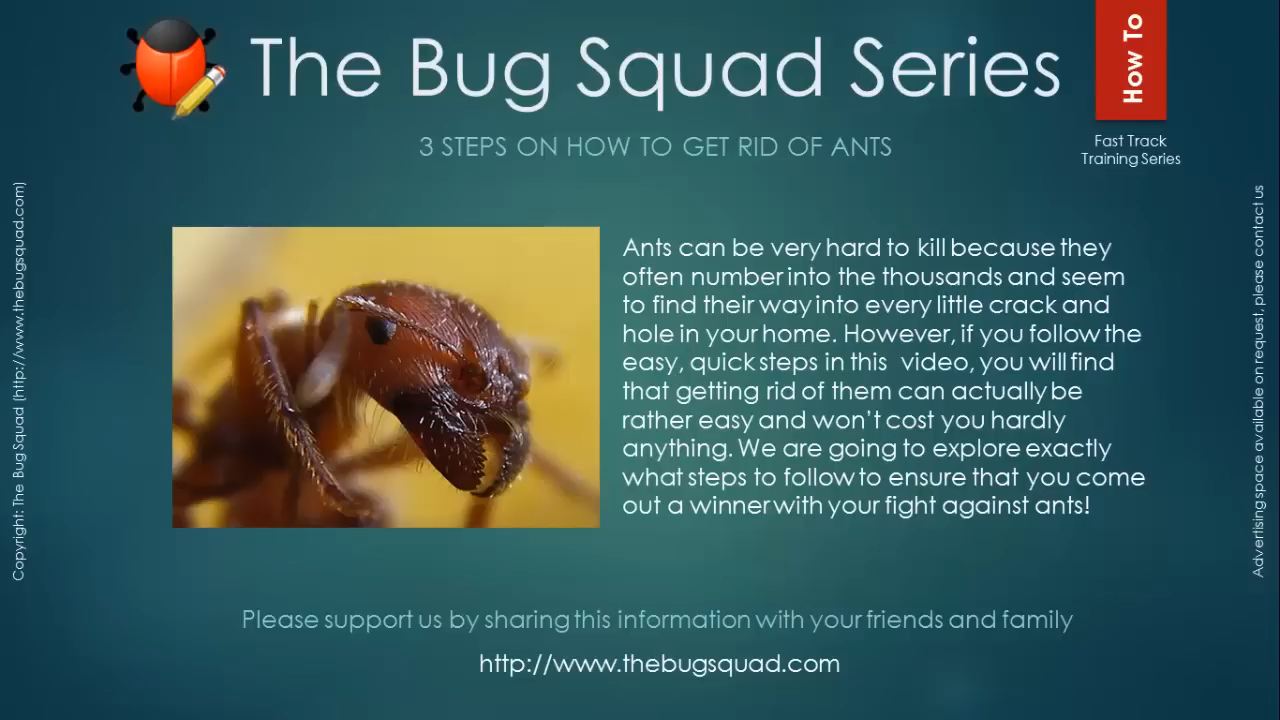 The Bug Squad Series
How To
3 STEPS ON HOW TO GET RID OF ANTS
Fast Track
Training Series
Copyright: The Bug Squad (http://www.thebugsquad.com)
Ants can be very hard to kill because they
often number into the thousands and seem
to find their way into every little crack and
hole in your home. However, if you follow the
easy, quick steps in this video, you will find
that getting rid of them can actually be
rather easy and won't cost you hardly
anything. We are going to explore exactly
what steps to follow to ensure that you come
out a winner with your fight against ants!
Advertising space available on request, please contact us
Please support us by sharing this information with your friends and family
http://www.thebugsquad.com